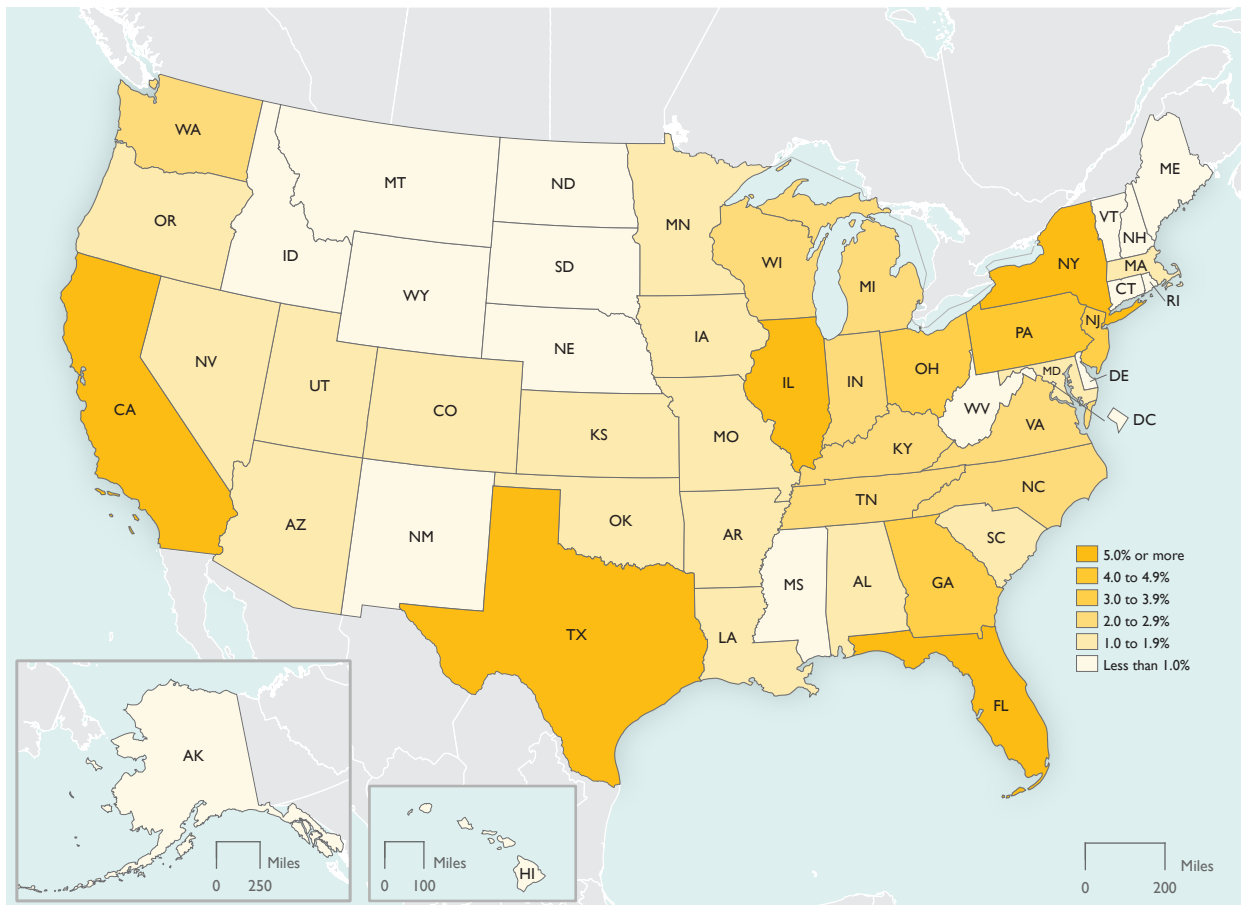 WA
MT
ND
ME
OR
MN
VT
NH
ID
SD
WI
NY
MA
WY
MI
CT
RI
NE
IA
PA
NJ
NV
UT
CO
IL
IN
OH
MD
DE
CA
KS
MO
WV
VA
DC
KY
AZ
NM
OK
AR
TN
NC
SC
MS
AL
GA
TX
LA
FL
5.0% or more
4.0 to 4.9%
3.0 to 3.9%
2.0 to 2.9%
1.0 to 1.9%
Less than 1.0%
AK
0 250 Miles
HI
0 100 Miles
0 200 Miles